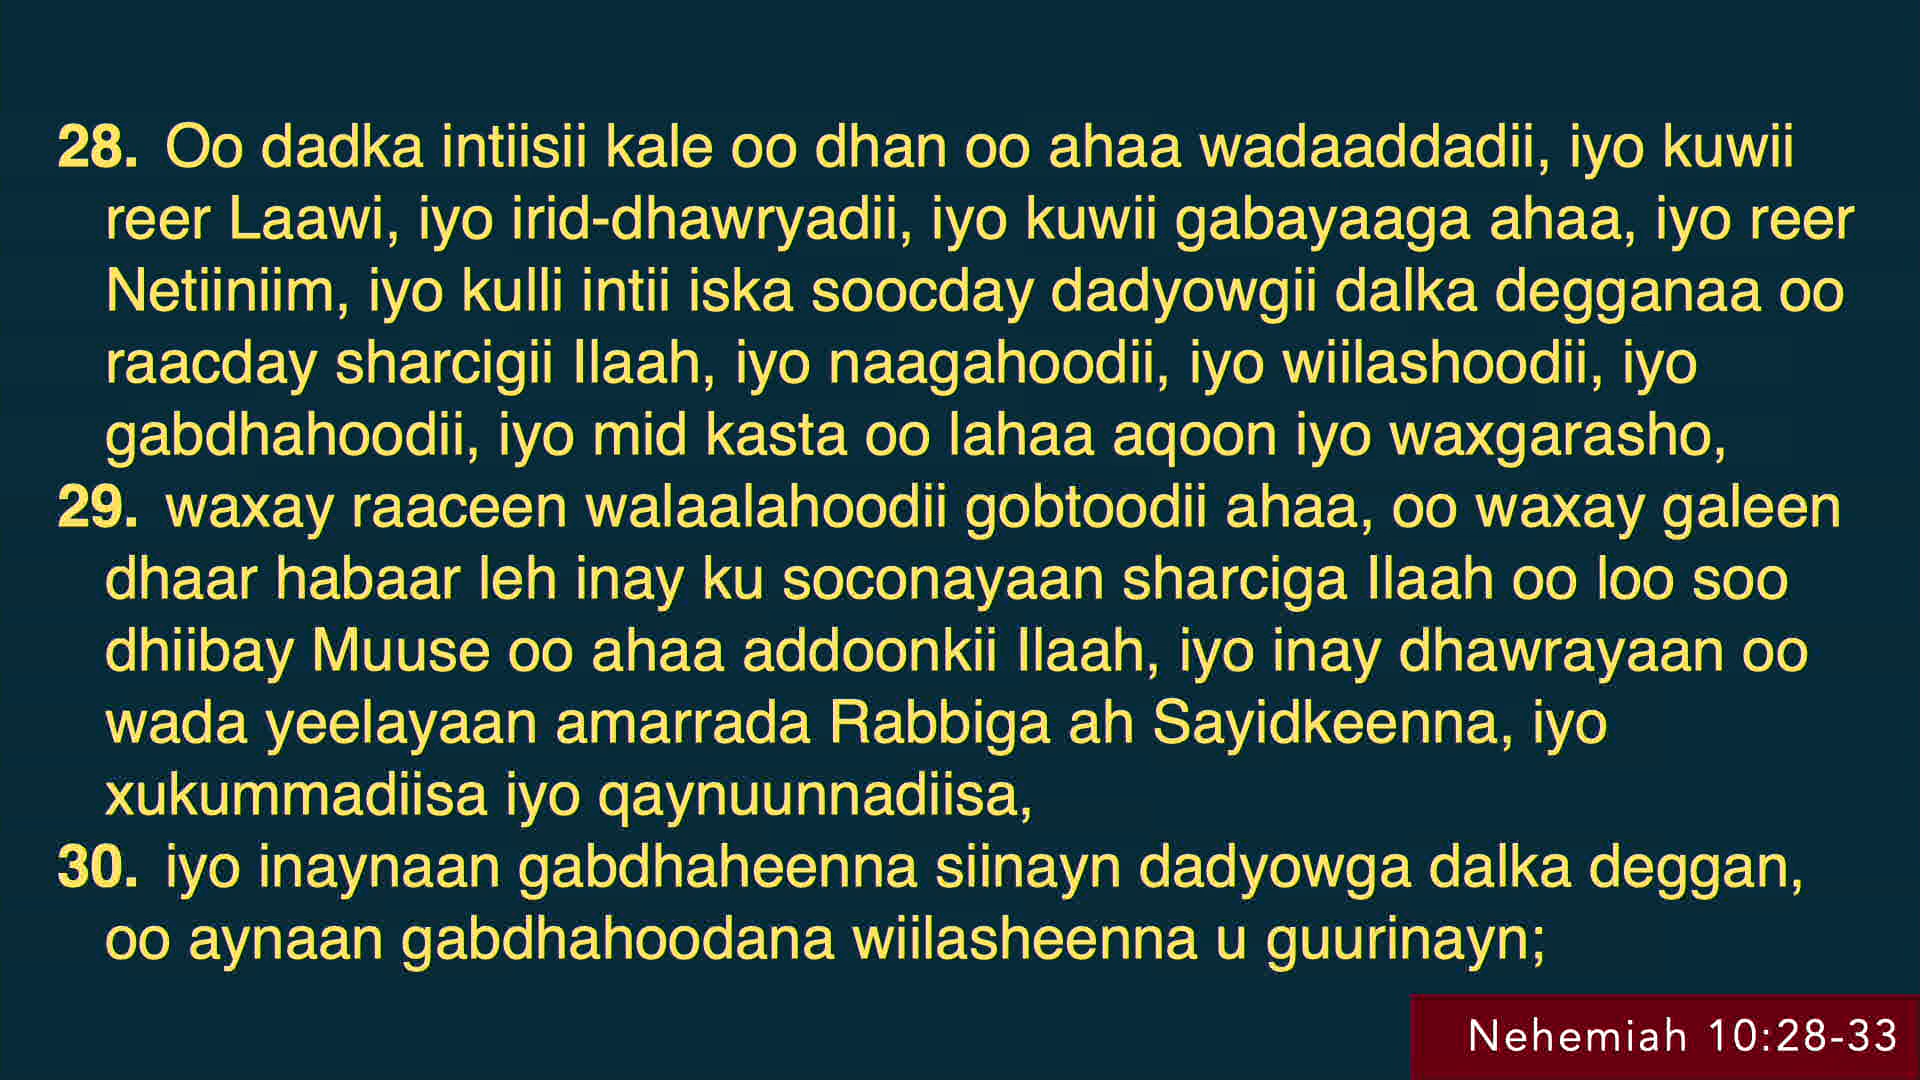 28. Oo dadka intiisii kale oo dhan oo ahaa wadaaddadii, iyo kuwii
reer Laawi, iyo irid-dhawryadii, iyo kuwii gabayaaga ahaa, iyo reer
Netiiniim, iyo kulli intii iska soocday dadyowgii dalka degganaa oo
raacday sharcigii Ilaah, iyo naagahoodii, iyo wiilashoodii, iyo
gabdhahoodii, iyo mid kasta oo lahaa aqoon iyo waxgarasho,
29. waxay raaceen walaalahoodii gobtoodii ahaa, oo waxay galeen
dhaar habaar leh inay ku soconayaan sharciga Ilaah oo loo soo
dhiibay Muuse oo ahaa addoonkii Ilaah, iyo inay dhawrayaan oo
wada yeelayaan amarrada Rabbiga ah Sayidkeenna, iyo
xukummadiisa iyo qaynuunnadiisa,
30. iyo inaynaan gabdhaheenna siinayn dadyowga dalka deggan,
oo aynaan gabdhahoodana wiilasheenna u guurinayn;
Nehemiah 10:28-33